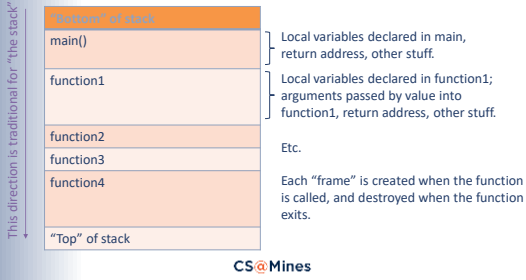 This direction is traditional for “the stack”
“Bottom” of stack
main()
Local variables declared in main,
return address, other stuff.
function1
Local variables declared in function1;
arguments passed by value into
function1, return address, other stuff.
function2
Etc.
function3
function4
Each “frame” is created when the function
is called, and destroyed when the function
exits.
“Top” of stack
CS@Mines